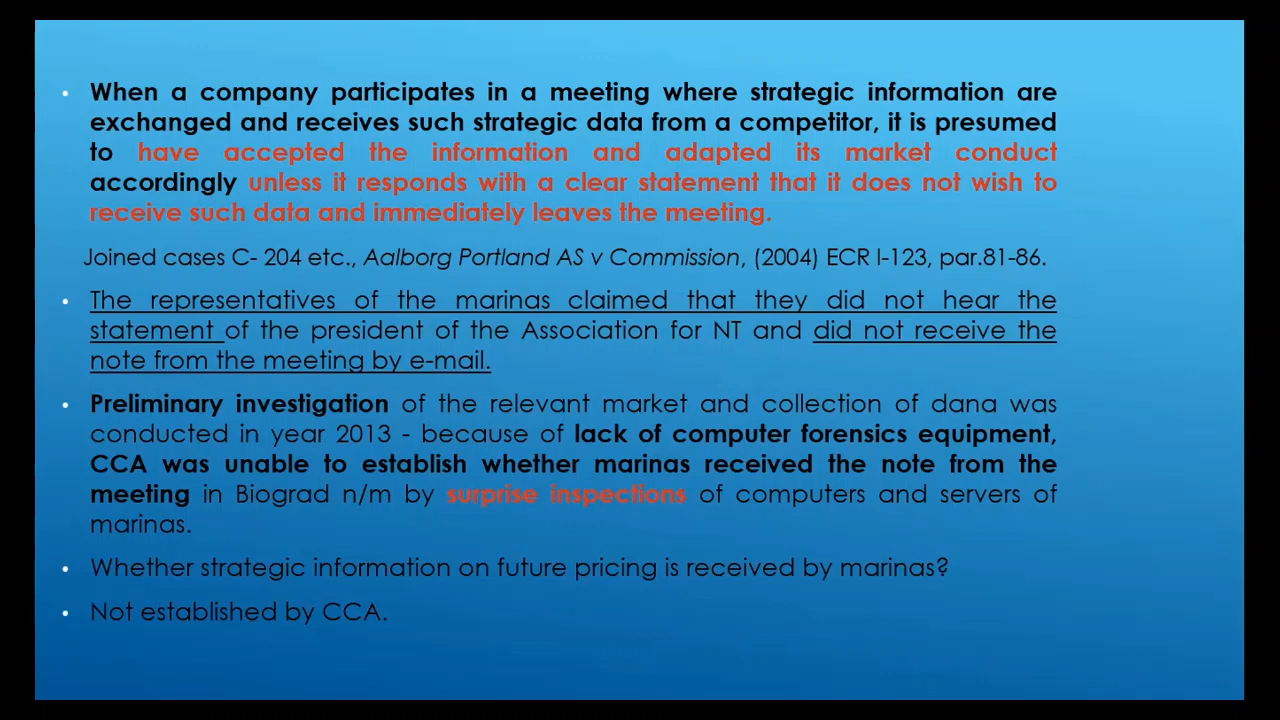 • When a company participates in a meeting where strategic information are
exchanged and receives such strategic data from a competitor, it is presumed
to have accepted the information and adapted its market conduct
accordingly unless it responds with a clear statement that it does not wish to
receive such data and immediately leaves the meeting.
Joined cases C- 204 etc., Aalborg Portland AS v Commission, (2004) ECR I-123, par.81-86.
• The representatives of the marinas claimed that they did not hear the
statement of the president of the Association for NT and did not receive the
note from the meeting by e-mail.
• Preliminary investigation of the relevant market and collection of dana was
conducted in year 2013 - because of lack of computer forensics equipment,
CCA was unable to establish whether marinas received the note from the
meeting in Biograd n/m by surprise inspections of computers and servers of
marinas.
• Whether strategic information on future pricing is received by marinas?
• Not established by CCA.